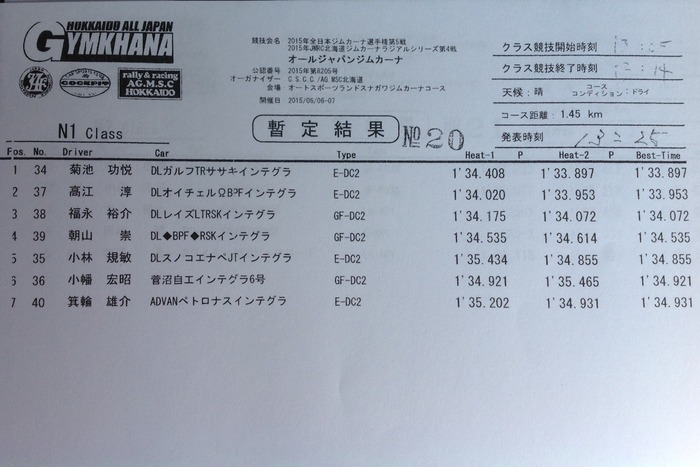 HOKKAIDO ALL JAPAN
GYMKHANA
COCKPIT
rally & racing
AG.M.S.C
HOKKAIDO
競技会名 2015年全日本ジムカーナ選手権第5戦
2015年JMRC北海道ジムカーナラジアルシリーズ第4戦
オールジャパンジムカーナ
公認番号 2015年第8205号
オーガナイザー C.S.C.C /AG.MSC北海道
会場 オートスポーツランドスナガワジムカーナコース
開催日 2015/06/06-07
クラス競技開始時刻
クラス競技終了時刻
天候:晴 コースコンディション:ドライ
コース距離: 1.45 km
発表時刻 13:25
N1 Class
暫定結果 No 20
Pos. No. Driver Car Type Heat-1 P Heat-2 P Best-Time
1 34 菊池 功悦 DLガルフTRササキインテグラ E-DC2 1'34.408 1'33.897 1'33.897
2 37 高江 淳 DLオイチェルΩBPFインテグラ E-DC2 1'34.020 1'33.953 1'33.953
3 38 福永 裕介 DLレイズLTRSKインテグラ GF-DC2 1'34.175 1'34.072 1'34.072
4 39 朝山 崇 DL◆BPF◆RSKインテグラ GF-DC2 1'34.535 1'34.614 1'34.535
5 35 小林 規敏 DLスノコエナペJTインテグラ E-DC2 1'35.434 1'34.855 1'34.855
6 36 小幡 宏昭 菅沼自工インテグラ6号 GF-DC2 1'34.921 1'35.465 1'34.921
7 40 箕輪 雄介 ADVANペトロナスインテグラ E-DC2 1'35.202 1'34.931 1'34.931